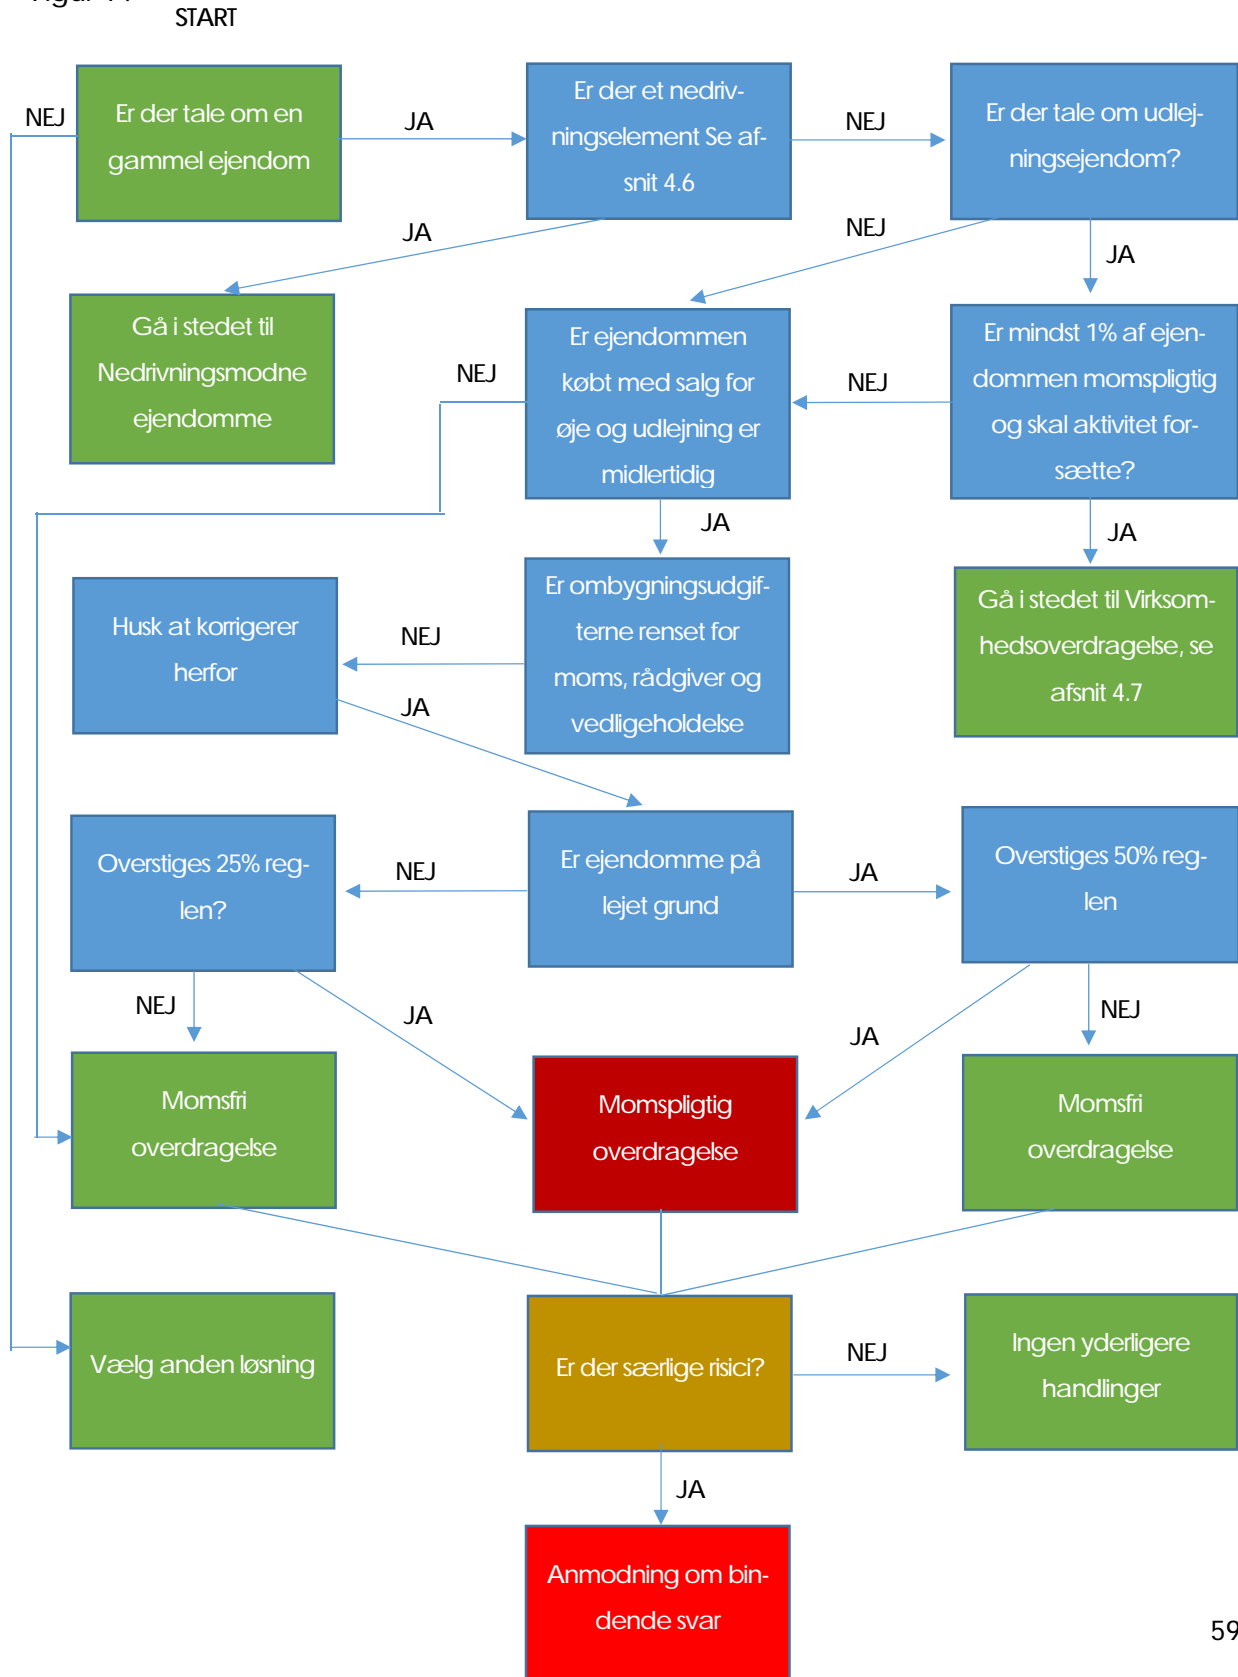 START
NEJ
Er der tale om en
gammel ejendom
JA
Er der et nedriv-
ningselement Se af-
snit 4.6
NEJ
Er der tale om udlej-
ningsejendom?
JA
NEJ
JA
Gå i stedet til
Nedrivningsmodne
ejendomme
NEJ
Er ejendommen
købt med salg for
øje og udlejning er
midlertidig
NEJ
Er mindst 1% af ejen-
dommen momspligtig
og skal aktivitet for-
sætte?
JA
JA
Husk at korrigerer
herfor
NEJ
JA
Er ombygningsudgif-
terne renset for
moms, rådgiver og
vedligeholdelse
Gå i stedet til Virksom-
hedsoverdragelse, se
afsnit 4.7
Overstiges 25% reg-
len?
NEJ
Er ejendomme på
lejet grund
JA
Overstiges 50% reg-
len
NEJ
JA
JA
NEJ
Momsfri
overdragelse
Momspligtig
overdragelse
Momsfri
overdragelse
Vælg anden løsning
Er der særlige risici?
NEJ
Ingen yderligere
handlinger
JA
Anmodning om bin-
dende svar
59